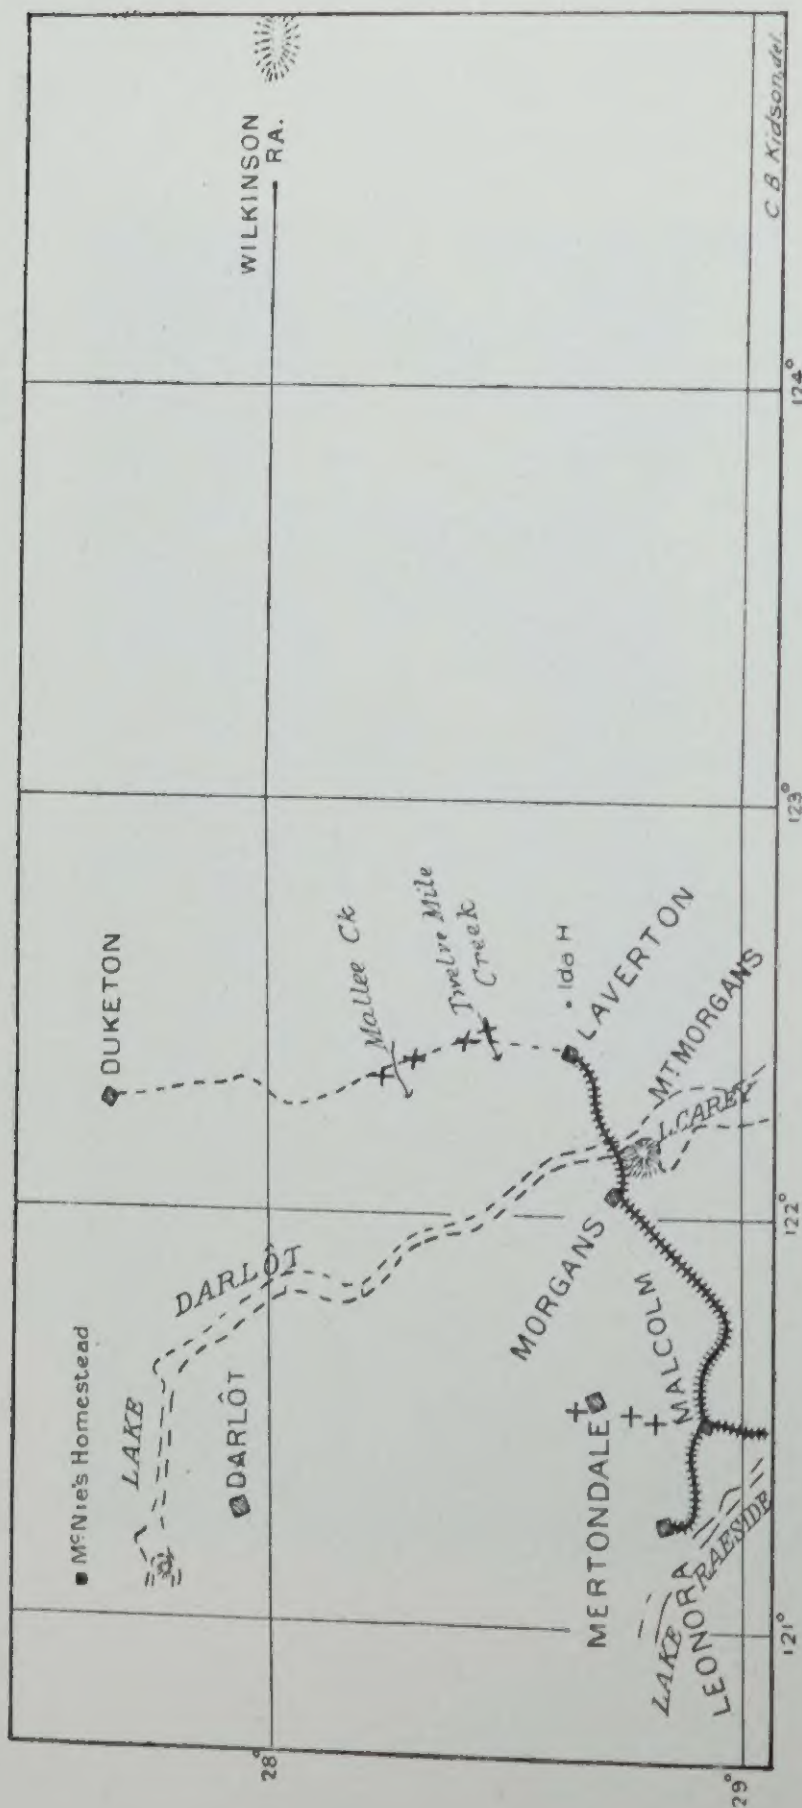 McNIE'S Homestead
DUKETON
WILKINSON
RA.
LAKE
DARLÔT
DARLÔT
28°
Mallee Ck
Twelve Mile
Creek
Ida H
LAVERTON
MT MORGANS
L. CAREY
MORGANS
MALCOLM
MERTONDALE
LAKE RAESIDE
LEONORA
29°
121°
122°
123°
124°
C B Kidson, del.